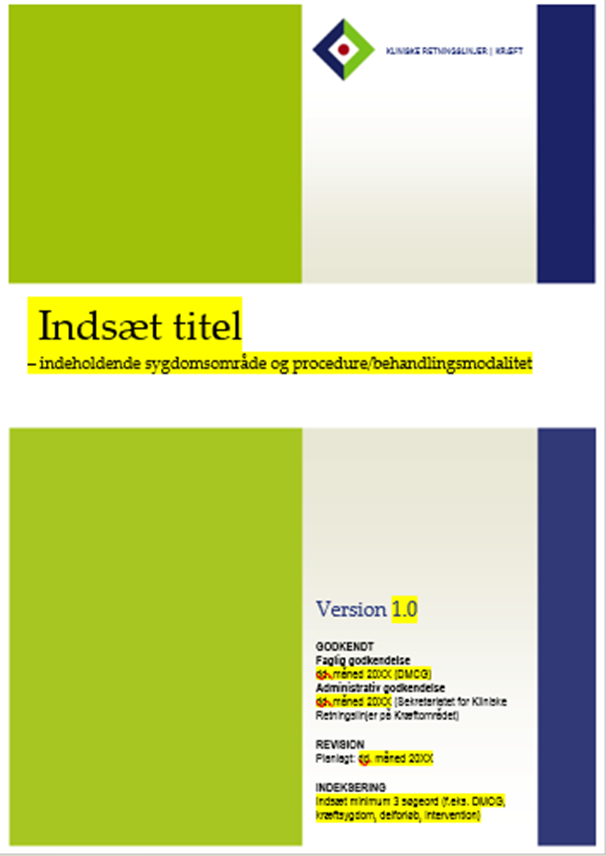 KLINISKE RETNINGSLINJER | KRÆFT
Indsæt titel
– indeholdende sygdomsområde og procedure/behandlingsmodalitet
Version 1.0
GODKENDT
Faglig godkendelse
dd. måned 20XX (DMCG)
Administrativ godkendelse
dd. måned 20XX (Sekretariatet for Kliniske
Retningslinjer på Kræftområdet)
REVISION
Planlagt: dd. måned 20XX
INDEKSERING
Indsæt minimum 3 søgeord (f.eks. DMCG,
kræftsygdom, delforløb, intervention)